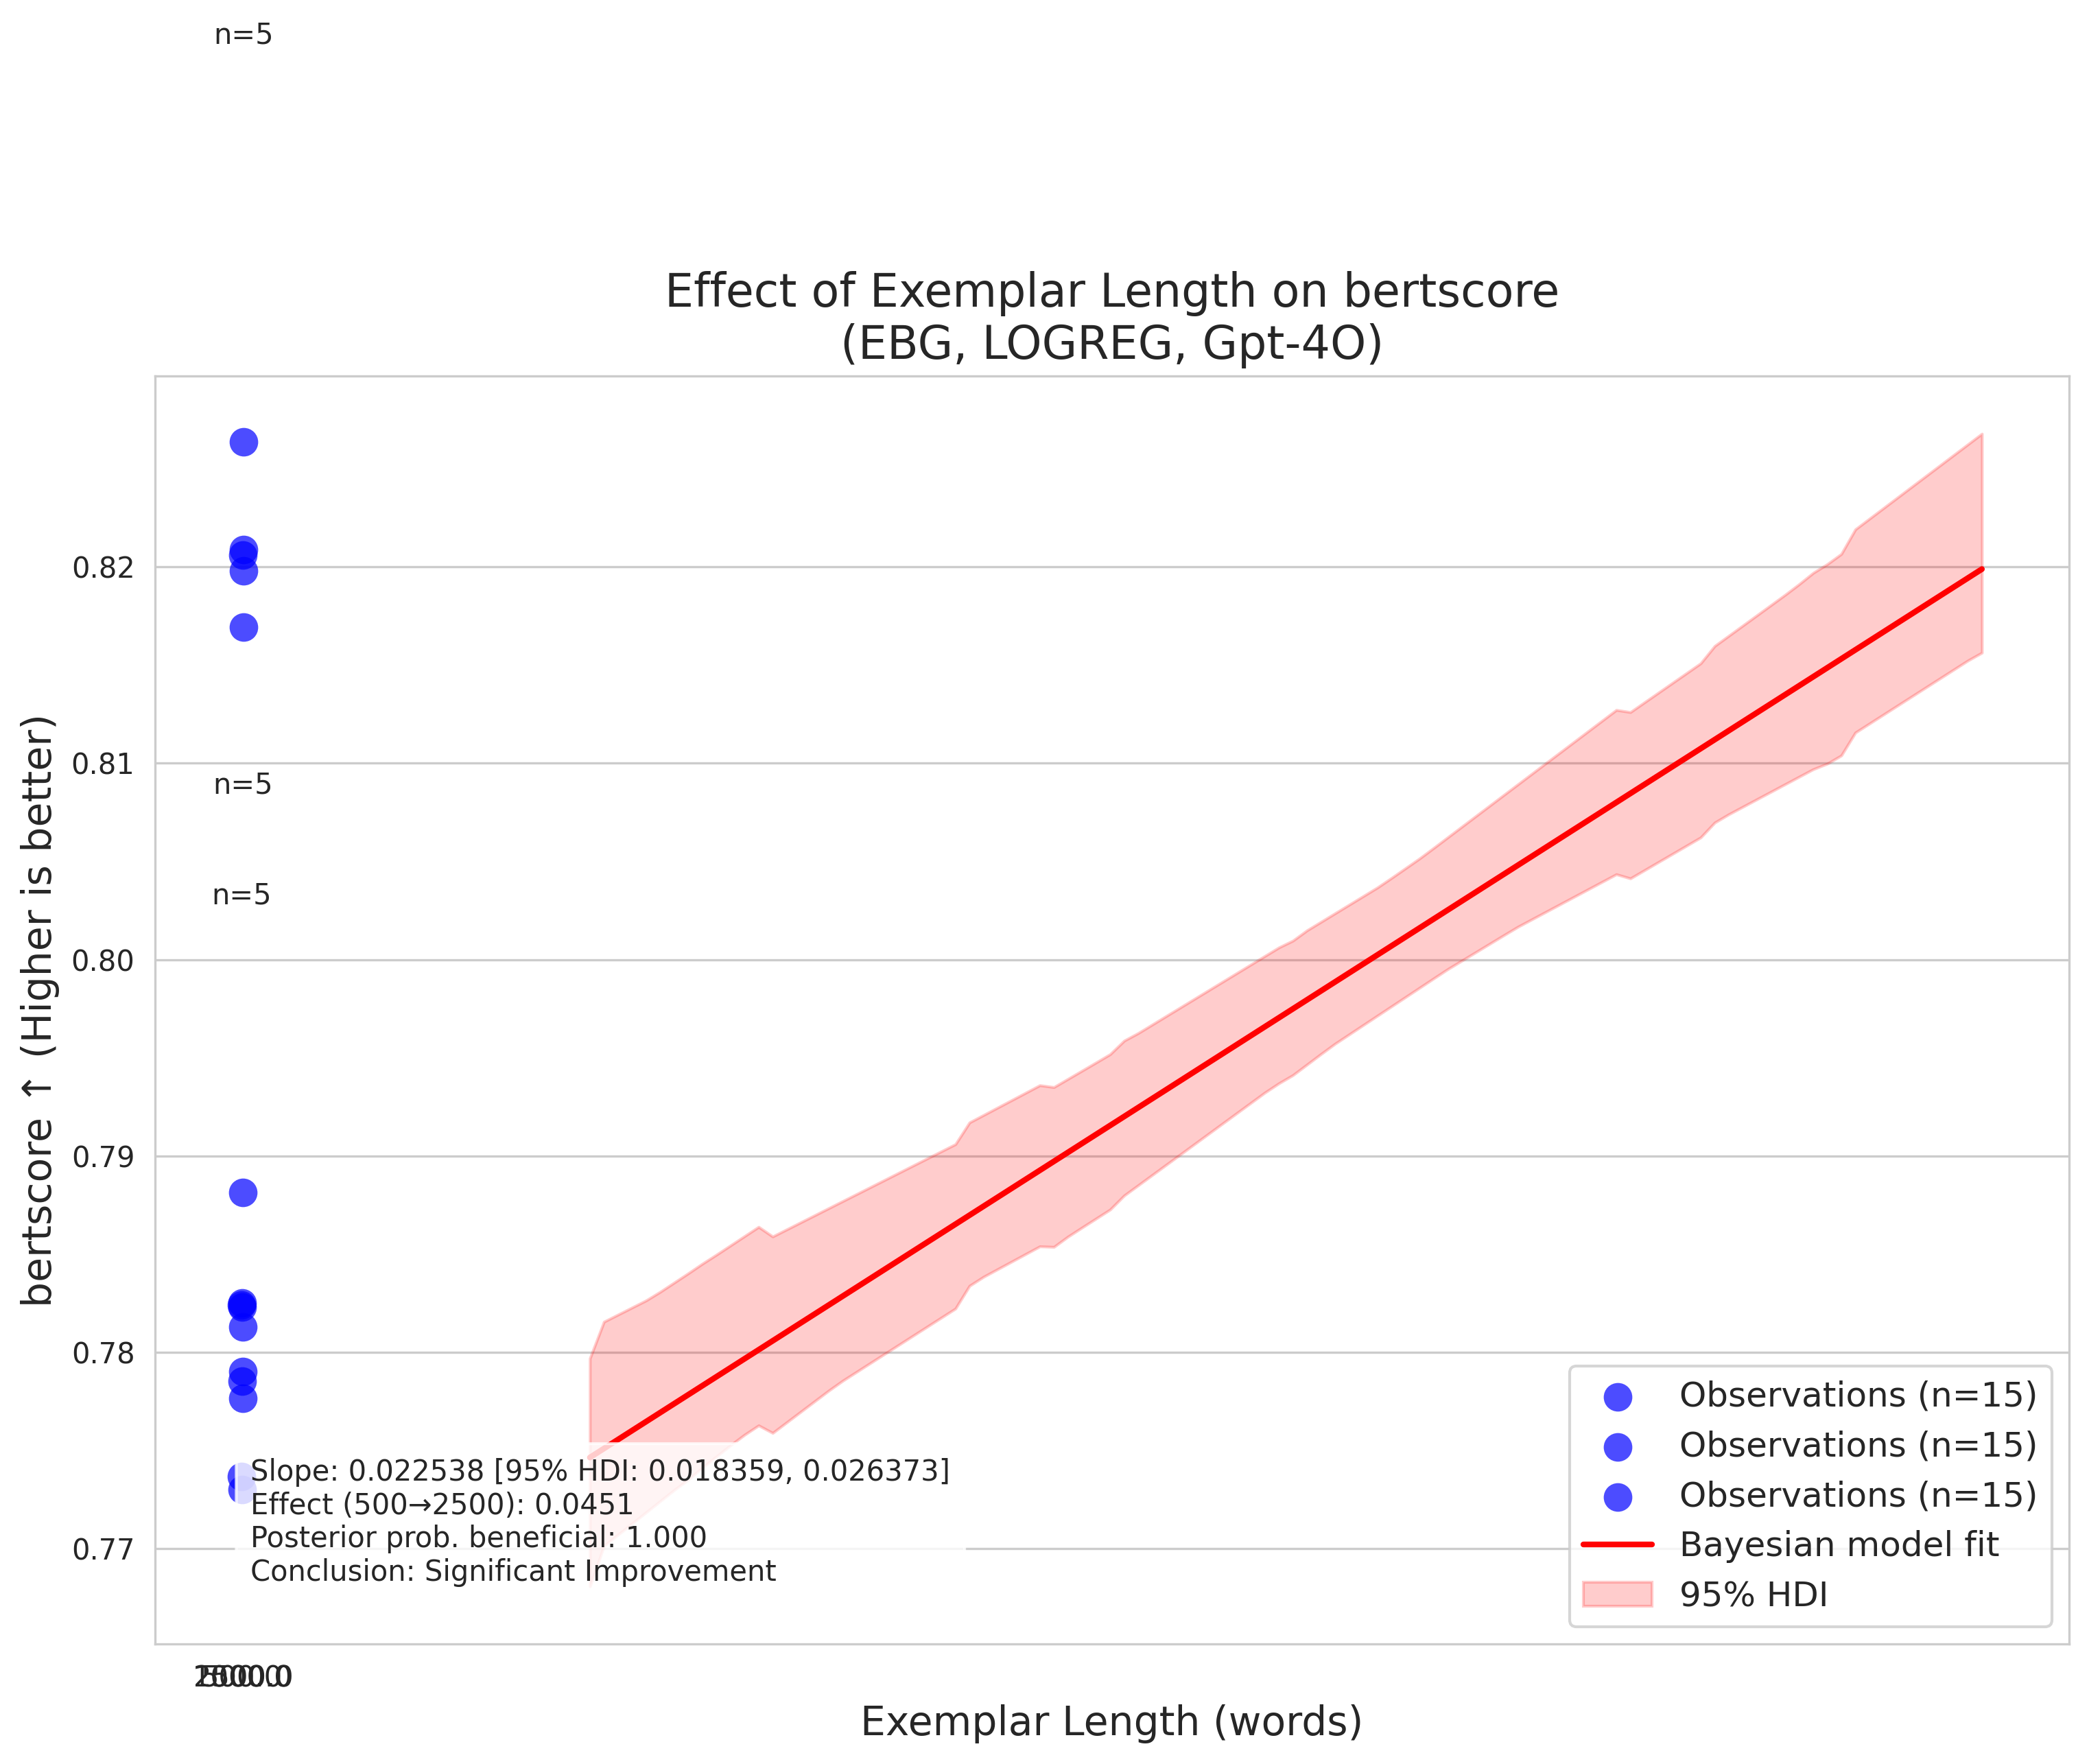 n=5
Effect of Exemplar Length on bertscore
(EBG, LOGREG, Gpt-4O)
bertscore ↑ (Higher is better)
0.82
0.81
0.80
0.79
0.78
0.77
n=5
n=5
Slope: 0.022538 [95% HDI: 0.018359, 0.026373]
Effect (500→2500): 0.0451
Posterior prob. beneficial: 1.000
Conclusion: Significant Improvement
Observations (n=15)
Observations (n=15)
Observations (n=15)
Bayesian model fit
95% HDI
Exemplar Length (words)